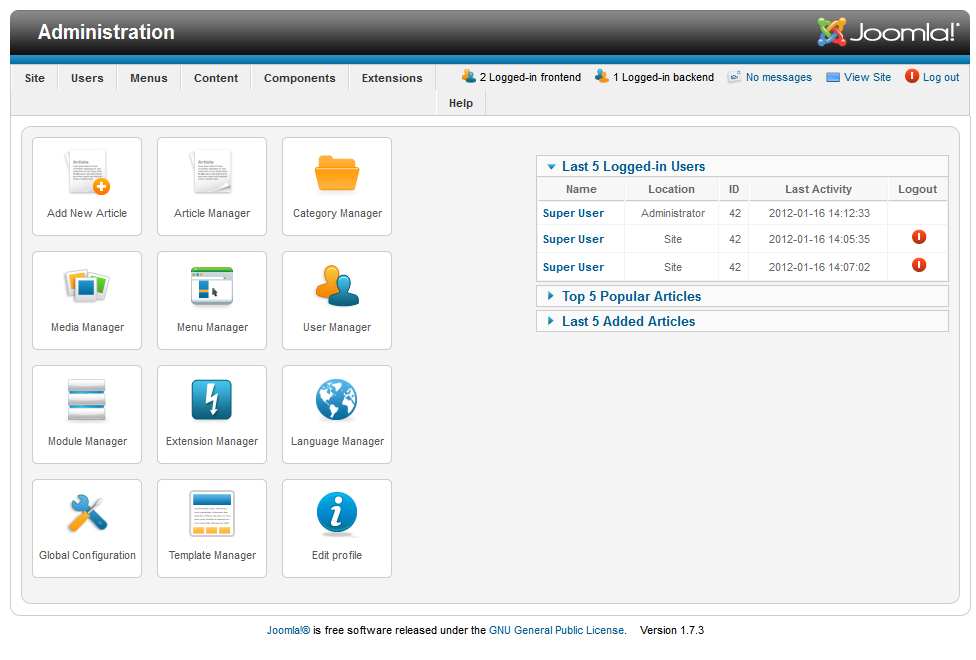 Administration
Joomla!
Site Users Menus Content Components Extensions 2 Logged-in frontend 1 Logged-in backend No messages View Site Log out
Help
Add New Article
Article Manager
Category Manager
Media Manager
Menu Manager
User Manager
Module Manager
Extension Manager
Language Manager
Global Configuration
Template Manager
Edit profile
Last 5 Logged-in Users
Name Location ID Last Activity Logout
Super User Administrator 42 2012-01-16 14:12:33
Super User Site 42 2012-01-16 14:05:35
Super User Site 42 2012-01-16 14:07:02
Top 5 Popular Articles
Last 5 Added Articles
Joomla!® is free software released under the GNU General Public License. Version 1.7.3